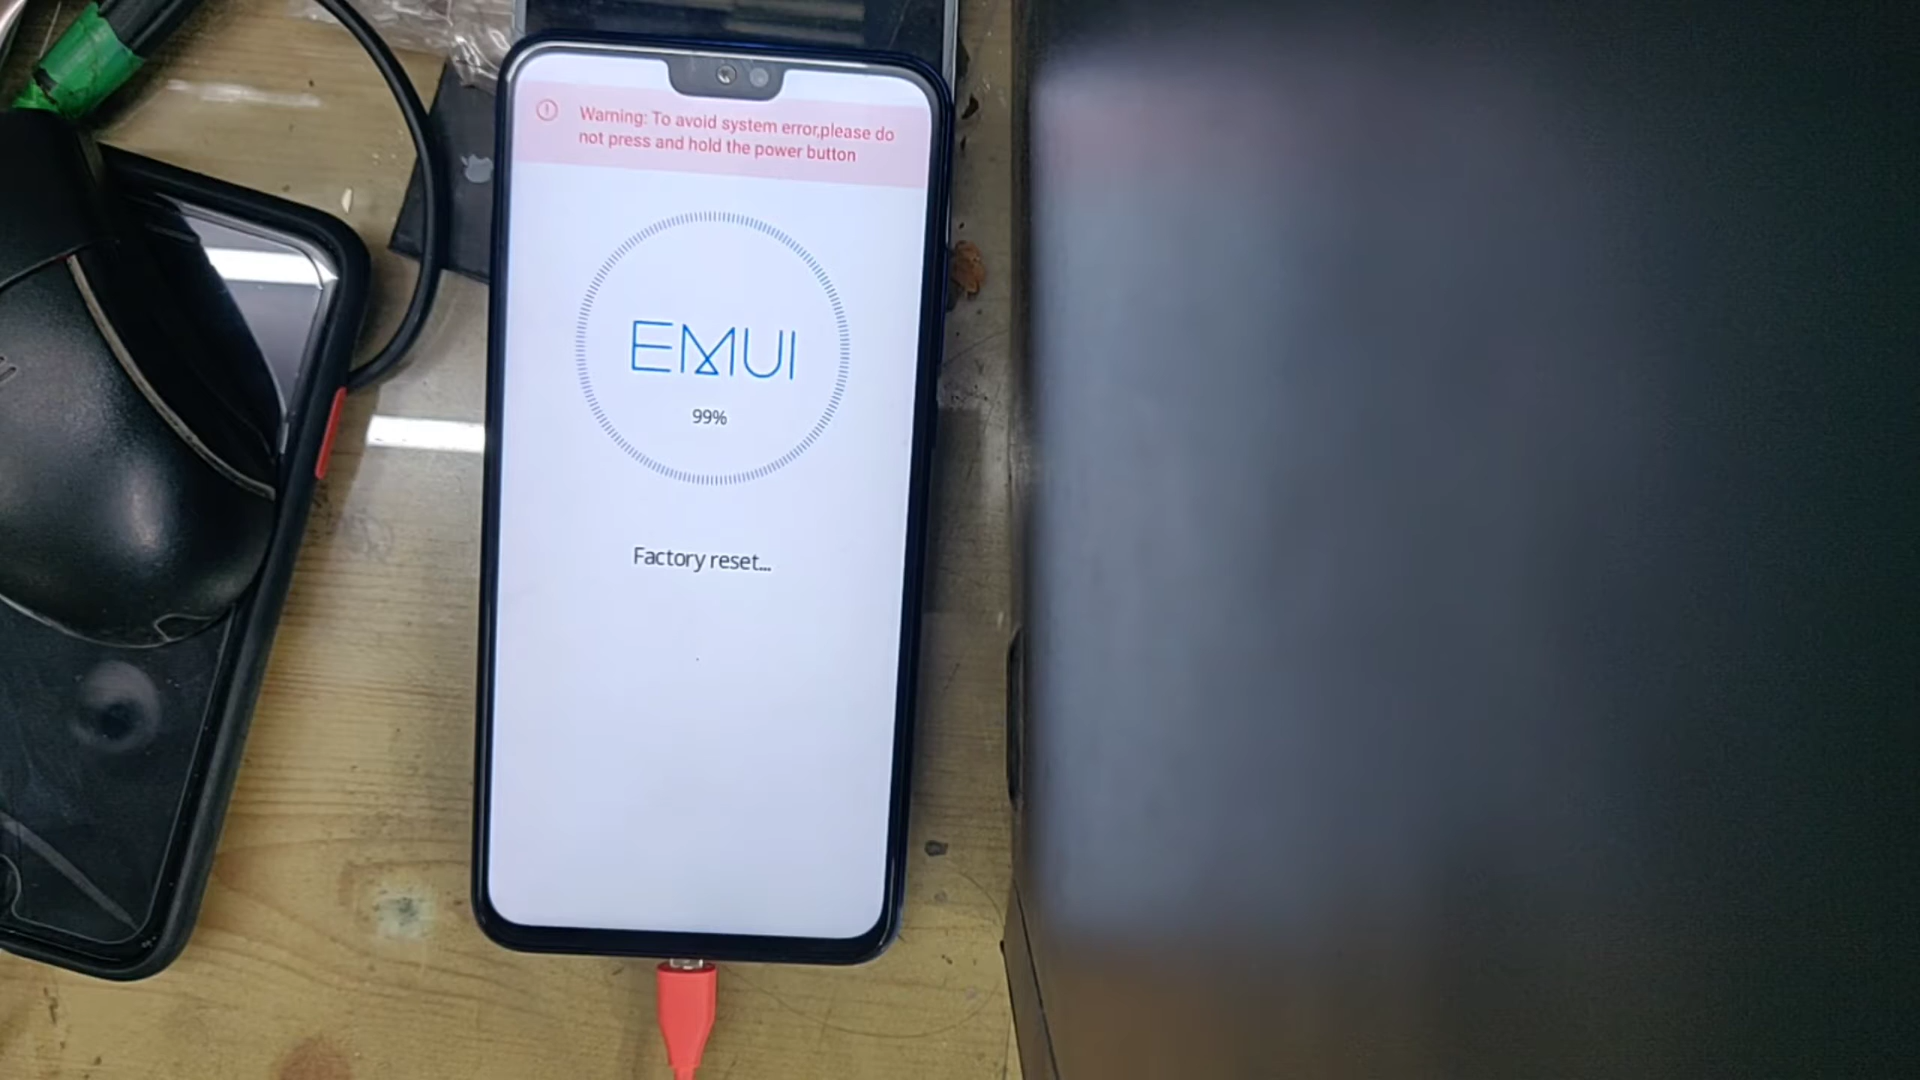 Warning: To avoid system error,please do
not press and hold the power button
EMUI
99%
Factory reset...